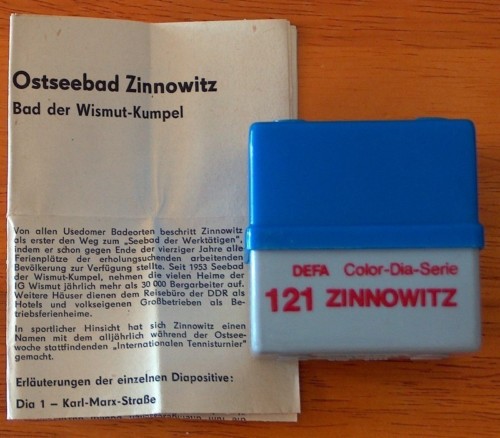 Ostseebad Zinnowitz
Bad der Wismut-Kumpel
Von allen Usedomer Badeorten beschritt Zinnowitz
als erster den Weg zum „Seebad der Werktätigen",
indem er schon gegen Ende der vierziger Jahre alle
Ferienplätze der erholungsuchenden arbeitenden
Bevölkerung zur Verfügung stellte. Seit 1953 Seebad
der Wismut-Kumpel, nehmen die vielen Heime der
IG Wismut jährlich mehr als 30 000 Bergarbeiter auf.
Weitere Häuser dienen dem Reisebüro der DDR als
Hotels und volkseigenen Großbetrieben als Be-
triebsferienheime.
In sportlicher Hinsicht hat sich Zinnowitz einen
Namen mit dem alljährlich während der Ostsee-
woche stattfindenden „Internationalen Tennisturnier"
gemacht.
Erläuterungen der einzelnen Diapositive:
Dia 1 – Karl-Marx-Straße
DEFA Color-Dia-Serie
121 ZINNOWITZ